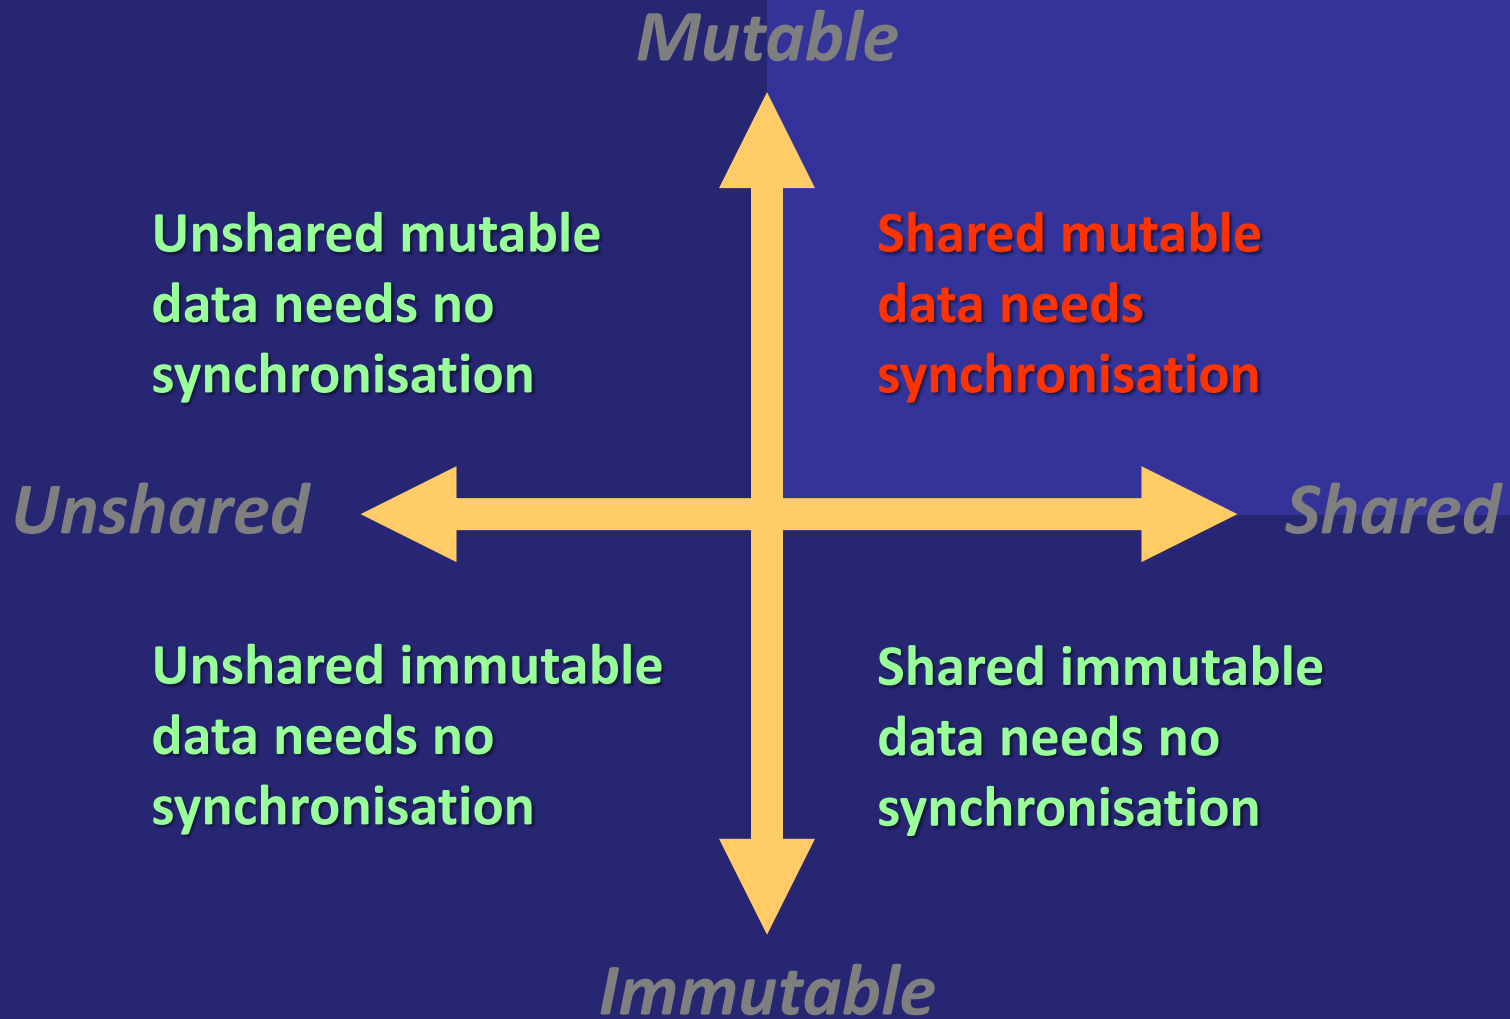 Mutable
Unshared mutable
data needs no
synchronisation
Shared mutable
data needs
synchronisation
Unshared
Shared
Unshared immutable
data needs no
synchronisation
Shared immutable
data needs no
synchronisation
Immutable